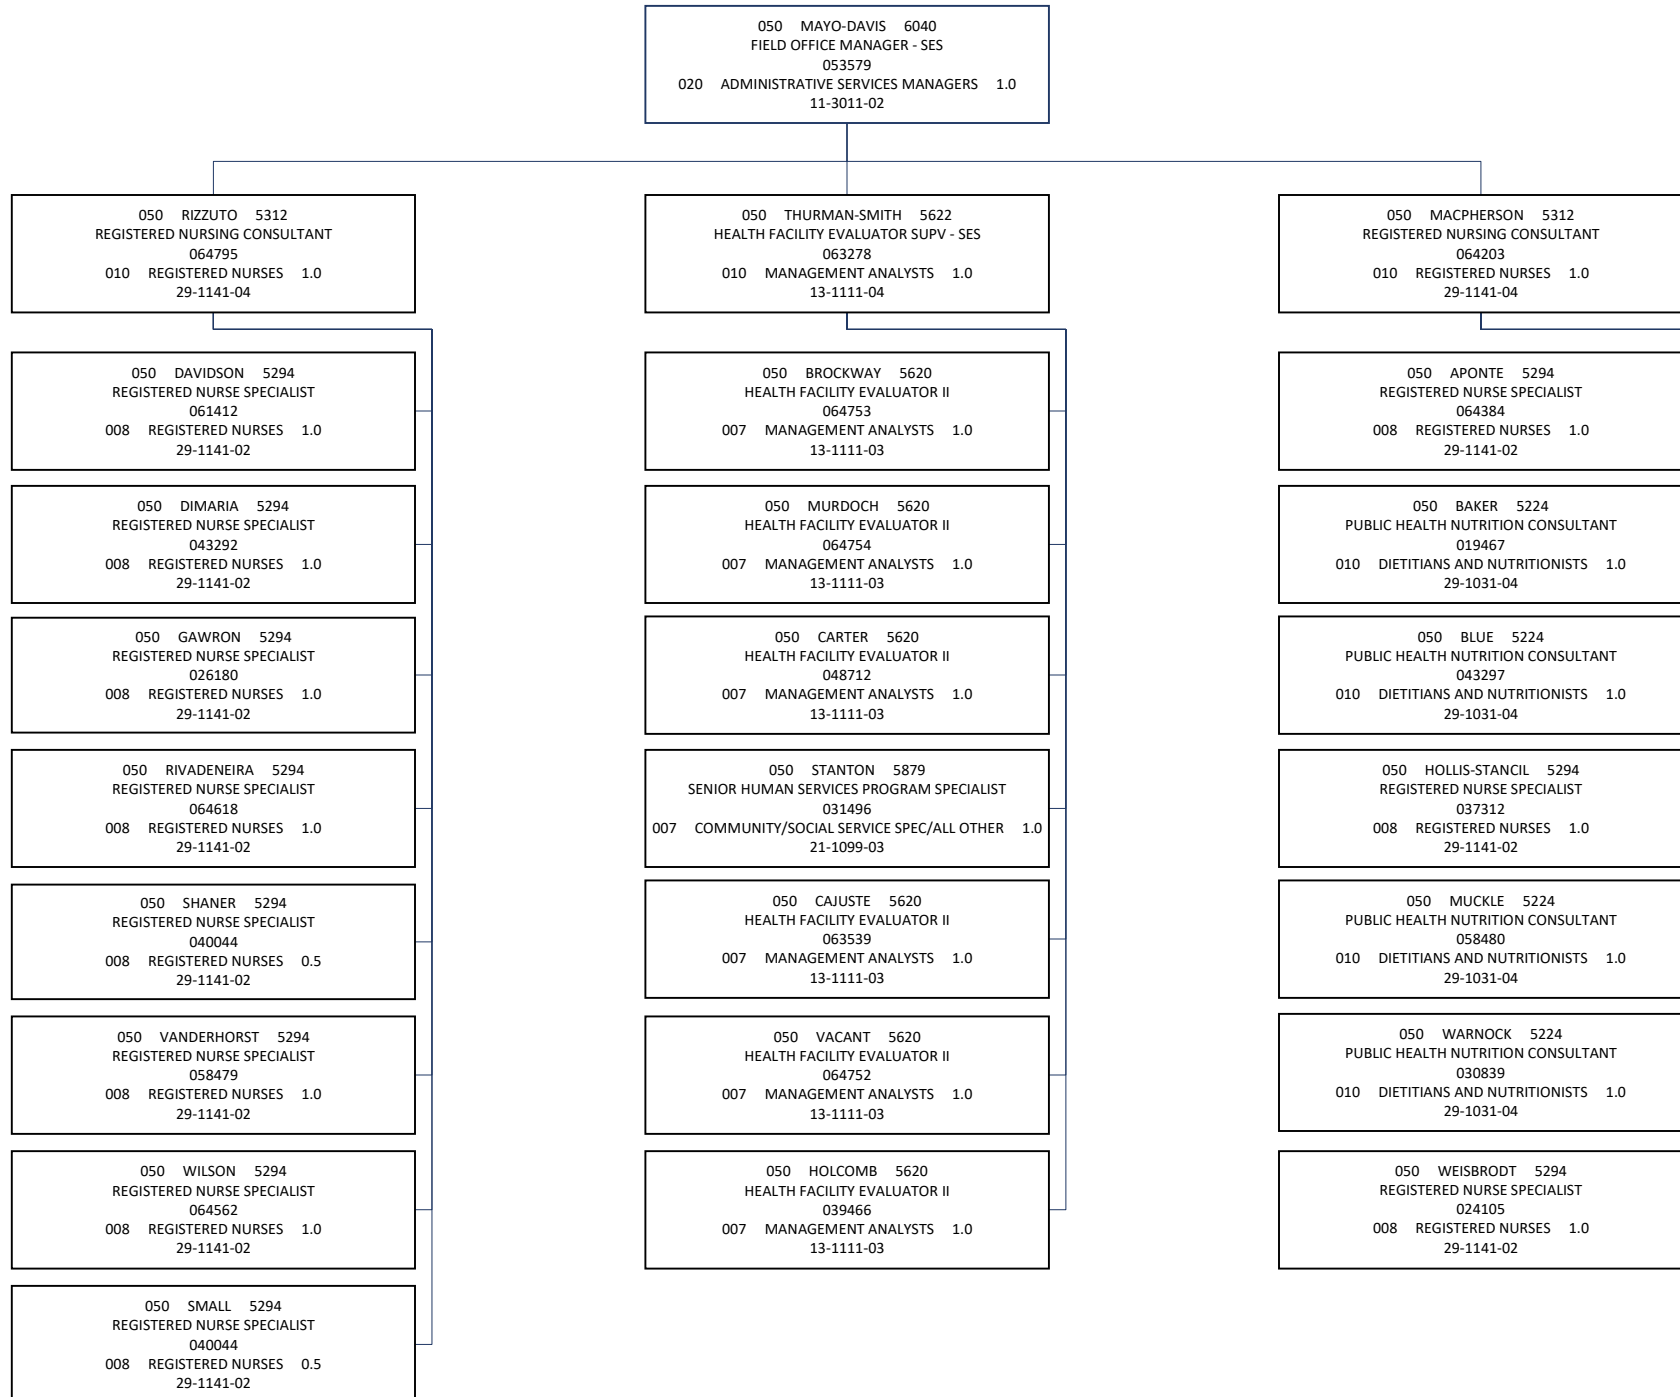 050 MAYO-DAVIS 6040
FIELD OFFICE MANAGER - SES
053579
020 ADMINISTRATIVE SERVICES MANAGERS 1.0
11-3011-02
050 RIZZUTO 5312
REGISTERED NURSING CONSULTANT
064795
010 REGISTERED NURSES 1.0
29-1141-04
050 DAVIDSON 5294
REGISTERED NURSE SPECIALIST
061412
008 REGISTERED NURSES 1.0
29-1141-02
050 DIMARIA 5294
REGISTERED NURSE SPECIALIST
043292
008 REGISTERED NURSES 1.0
29-1141-02
050 GAWRON 5294
REGISTERED NURSE SPECIALIST
026180
008 REGISTERED NURSES 1.0
29-1141-02
050 RIVADENEIRA 5294
REGISTERED NURSE SPECIALIST
064618
008 REGISTERED NURSES 1.0
29-1141-02
050 SHANER 5294
REGISTERED NURSE SPECIALIST
040044
008 REGISTERED NURSES 0.5
29-1141-02
050 VANDERHORST 5294
REGISTERED NURSE SPECIALIST
058479
008 REGISTERED NURSES 1.0
29-1141-02
050 WILSON 5294
REGISTERED NURSE SPECIALIST
064562
008 REGISTERED NURSES 1.0
29-1141-02
050 SMALL 5294
REGISTERED NURSE SPECIALIST
040044
008 REGISTERED NURSES 0.5
29-1141-02
050 THURMAN-SMITH 5622
HEALTH FACILITY EVALUATOR SUPV - SES
063278
010 MANAGEMENT ANALYSTS 1.0
13-1111-04
050 BROCKWAY 5620
HEALTH FACILITY EVALUATOR II
064753
007 MANAGEMENT ANALYSTS 1.0
13-1111-03
050 MURDOCH 5620
HEALTH FACILITY EVALUATOR II
064754
007 MANAGEMENT ANALYSTS 1.0
13-1111-03
050 CARTER 5620
HEALTH FACILITY EVALUATOR II
048712
007 MANAGEMENT ANALYSTS 1.0
13-1111-03
050 STANTON 5879
SENIOR HUMAN SERVICES PROGRAM SPECIALIST
031496
007 COMMUNITY/SOCIAL SERVICE SPEC/ALL OTHER 1.0
21-1099-03
050 CAJUSTE 5620
HEALTH FACILITY EVALUATOR II
063539
007 MANAGEMENT ANALYSTS 1.0
13-1111-03
050 VACANT 5620
HEALTH FACILITY EVALUATOR II
064752
007 MANAGEMENT ANALYSTS 1.0
13-1111-03
050 HOLCOMB 5620
HEALTH FACILITY EVALUATOR II
039466
007 MANAGEMENT ANALYSTS 1.0
13-1111-03
050 MACPHERSON 5312
REGISTERED NURSING CONSULTANT
064203
010 REGISTERED NURSES 1.0
29-1141-04
050 APONTE 5294
REGISTERED NURSE SPECIALIST
064384
008 REGISTERED NURSES 1.0
29-1141-02
050 BAKER 5224
PUBLIC HEALTH NUTRITION CONSULTANT
019467
010 DIETITIANS AND NUTRITIONISTS 1.0
29-1031-04
050 BLUE 5224
PUBLIC HEALTH NUTRITION CONSULTANT
043297
010 DIETITIANS AND NUTRITIONISTS 1.0
29-1031-04
050 HOLLIS-STANCIL 5294
REGISTERED NURSE SPECIALIST
037312
008 REGISTERED NURSES 1.0
29-1141-02
050 MUCKLE 5224
PUBLIC HEALTH NUTRITION CONSULTANT
058480
010 DIETITIANS AND NUTRITIONISTS 1.0
29-1031-04
050 WARNOCK 5224
PUBLIC HEALTH NUTRITION CONSULTANT
030839
010 DIETITIANS AND NUTRITIONISTS 1.0
29-1031-04
050 WEISBRODT 5294
REGISTERED NURSE SPECIALIST
024105
008 REGISTERED NURSES 1.0
29-1141-02